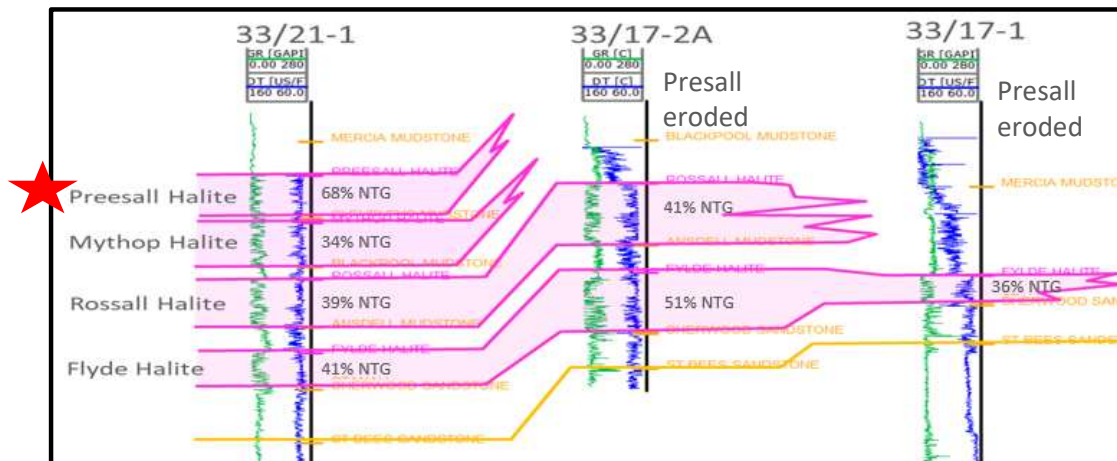 33/21-1
33/17-2A
33/17-1
GR [GAPI]
0.00 280
DT [US/F
160 60.0
GR [C]
0.00 280
DT [C]
160 60.0
Presall
eroded
GR [GAPI]
0.00 280
DT [US/F
160 60.0
Presall
eroded
MERCIA MUDSTONE
BLACKPOOL MUDSTONE
PREESALL HALITE
ROSSALL HALITE
MERCIA MUDSTO
Preesall Halite
68% NTG
41% NTG
Mythop Halite
34% NTG
BLACKPOOL MUDSTONE
ANSDELL MUDSTONE
ROSSALL HALITE
FYLDE HALITE
FYLDE HALITE
Rossall Halite
39% NTG
51% NTG
36% NTG
SHERWOOD SAN
ANSDELL MUDSTONE
SHERWOOD SANDSTONE
ST BEES SANDS
FYLDE HALITE
Flyde Halite
41% NTG
ST BEES SANDSTONE
SHERWOOD SANDSTONE
ST BEES SANDSTONE